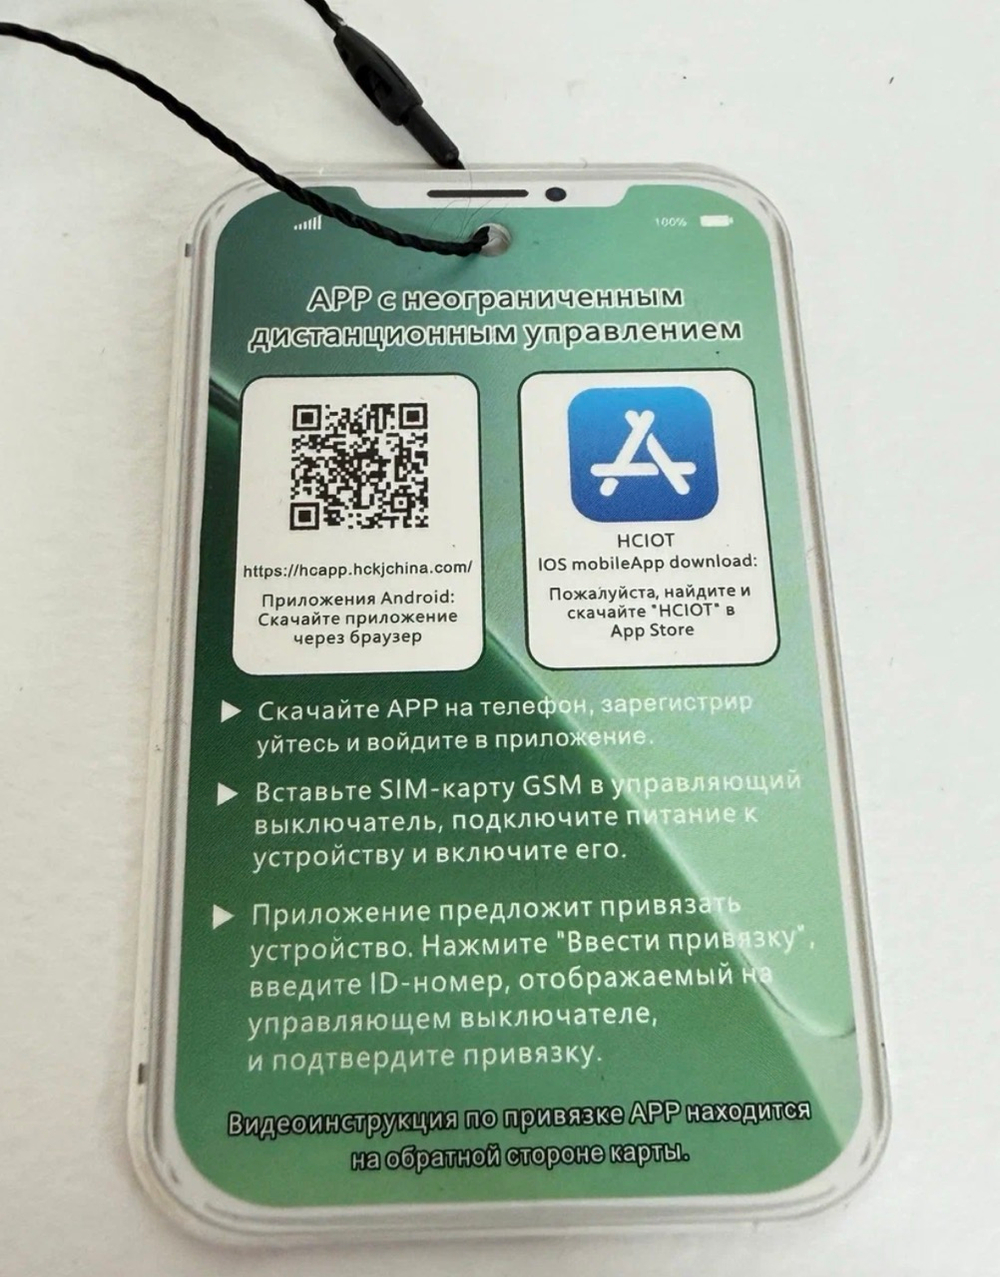 100%
APP с неограниченным
дистанционным управлением
https://hcapp.hckjchina.com/
Приложения Android:
Скачайте приложение
через браузер
HCIOT
IOS mobileApp download:
Пожалуйста, найдите и
скачайте "HCIOT" в
App Store
Скачайте APP на телефон, зарегистрир
уйтесь и войдите в приложение.
Вставьте SIM-карту GSM в управляющий
выключатель, подключите питание к
устройству и включите его.
Приложение предложит привязать
устройство. Нажмите "Ввести привязку",
введите ID-номер, отображаемый на
управляющем выключателе,
и подтвердите привязку.
Видеоинструкция по привязке APP находится
на обратной стороне карты.